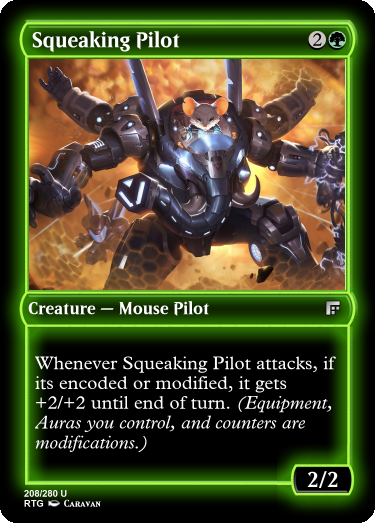 Squeaking Pilot 2
Creature — Mouse Pilot
Whenever Squeaking Pilot attacks, if
its encoded or modified, it gets
+2/+2 until end of turn. (Equipment,
Auras you control, and counters are
modifications.)
2/2
208/280 U
RTG Caravan